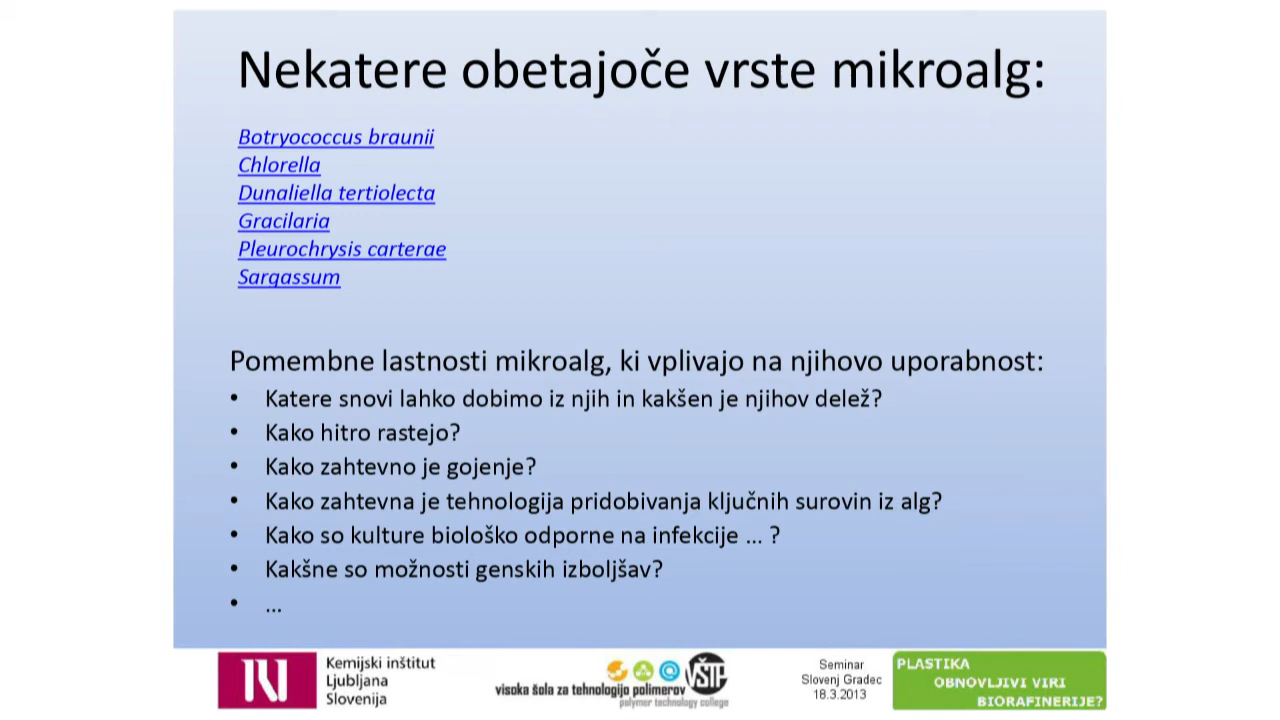 Nekatere obetajoče vrste mikroalg:
Botryococcus braunii
Chlorella
Dunaliella tertiolecta
Gracilaria
Pleurochrysis carterae
Sargassum
Pomembne lastnosti mikroalg, ki vplivajo na njihovo uporabnost:
• Katere snovi lahko dobimo iz njih in kakšen je njihov delež?
• Kako hitro rastejo?
• Kako zahtevno je gojenje?
• Kako zahtevna je tehnologija pridobivanja ključnih surovin iz alg?
• Kako so kulture biološko odporne na infekcije … ?
• Kakšne so možnosti genskih izboljšav?
• …
Kemijski inštitut
Ljubljana
Slovenija
VŠTP
visoka šola za tehnologijo polimerov
polymer technology college
Seminar
Slovenj Gradec
18.3.2013
PLASTIKA
OBNOVLJIVI VIRI
BIORAFINERIJE?